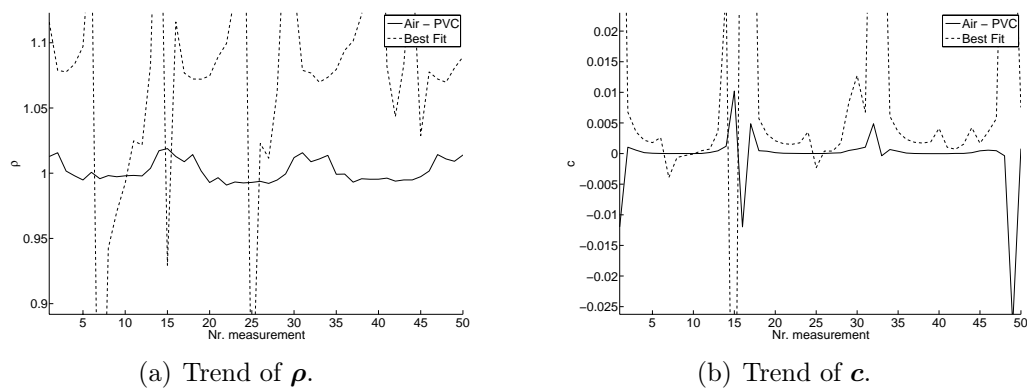 1.1
1.05
1
0.95
0.9
ρ
5 10 15 20 25 30 35 40 45 50
Nr. measurement
Air − PVC
Best Fit
(a) Trend of ρ.
0.02
0.015
0.01
0.005
0
−0.005
−0.01
−0.015
−0.02
−0.025
c
5 10 15 20 25 30 35 40 45 50
Nr. measurement
Air − PVC
Best Fit
(b) Trend of c.